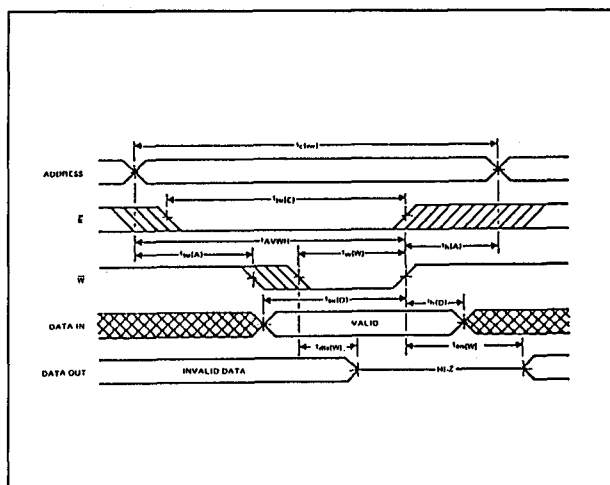 tc(W)
ADDRESS
tsu(E)
E
tAVWH
tsu(A)
tw(W)
th(A)
W
tsu(D)
th(D)
DATA IN
VALID
tdis(W)
ten(W)
DATA OUT
INVALID DATA
HI-Z